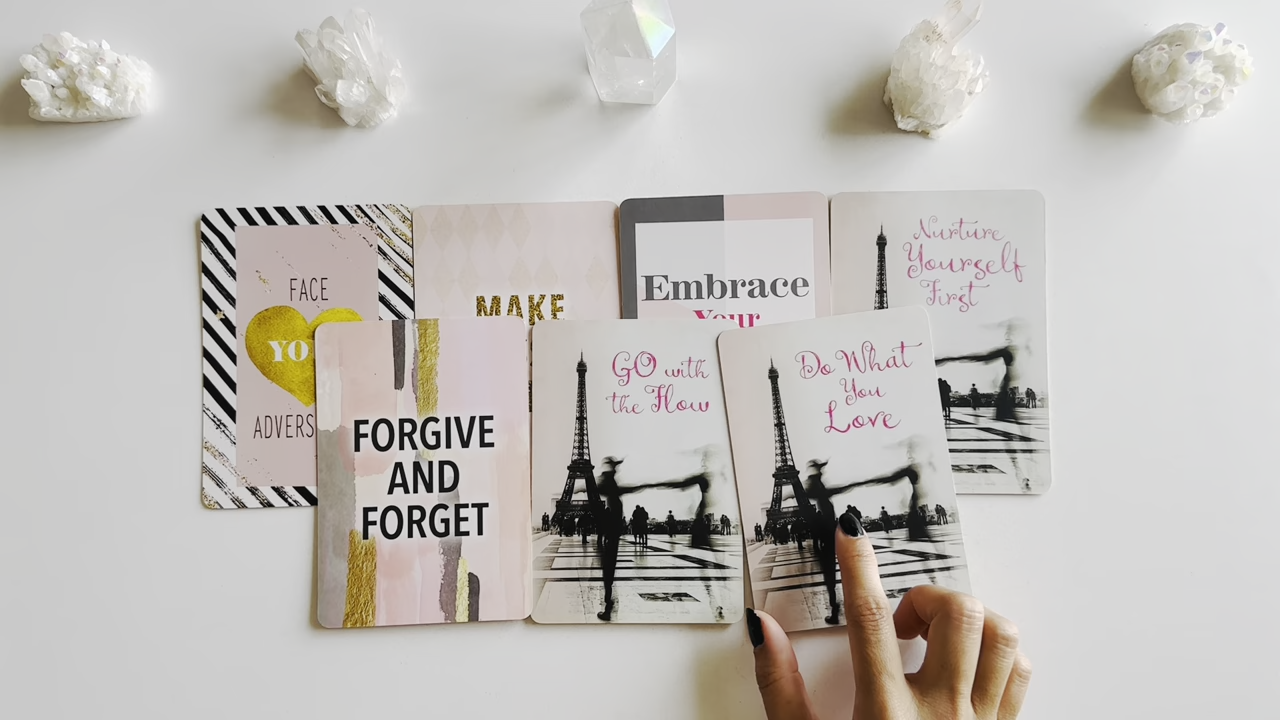 FACE
YO
ADVERS
MAKE
Embrace
Your
Nurture
Yourself
First
FORGIVE
AND
FORGET
GO with
the Flow
Do What
You
Love